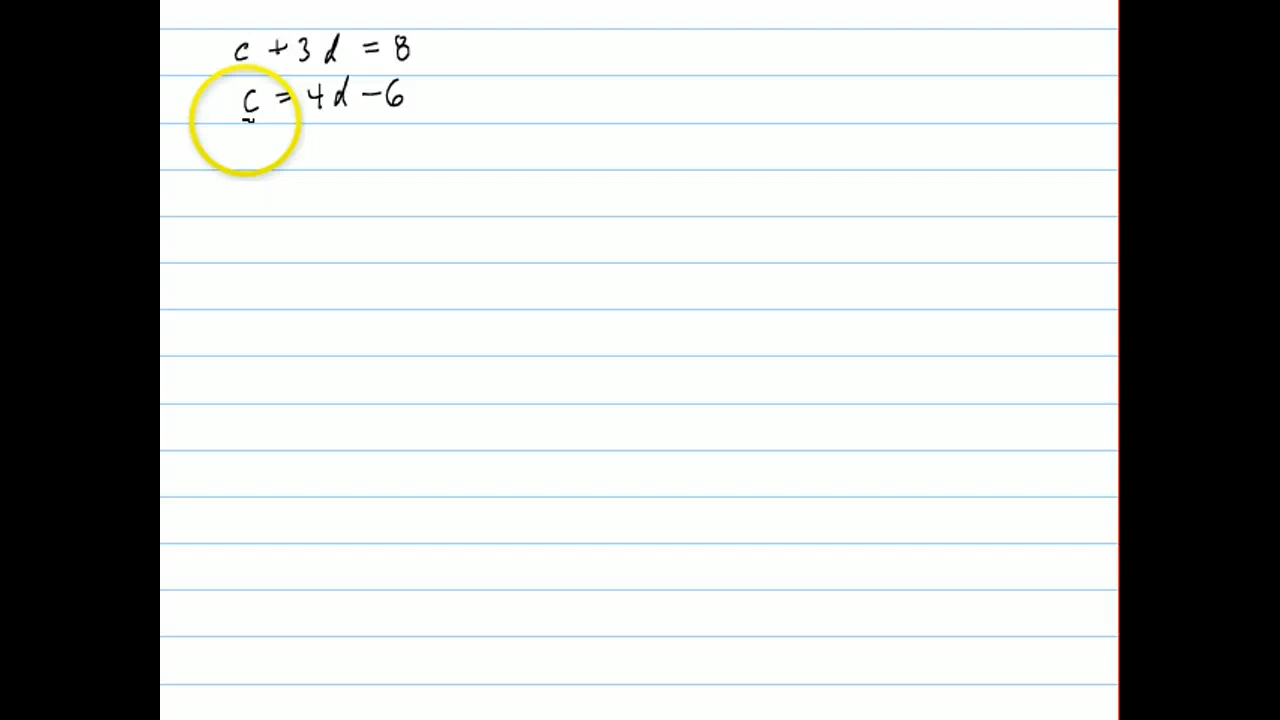 c + 3d = 8
c = 4d - 6